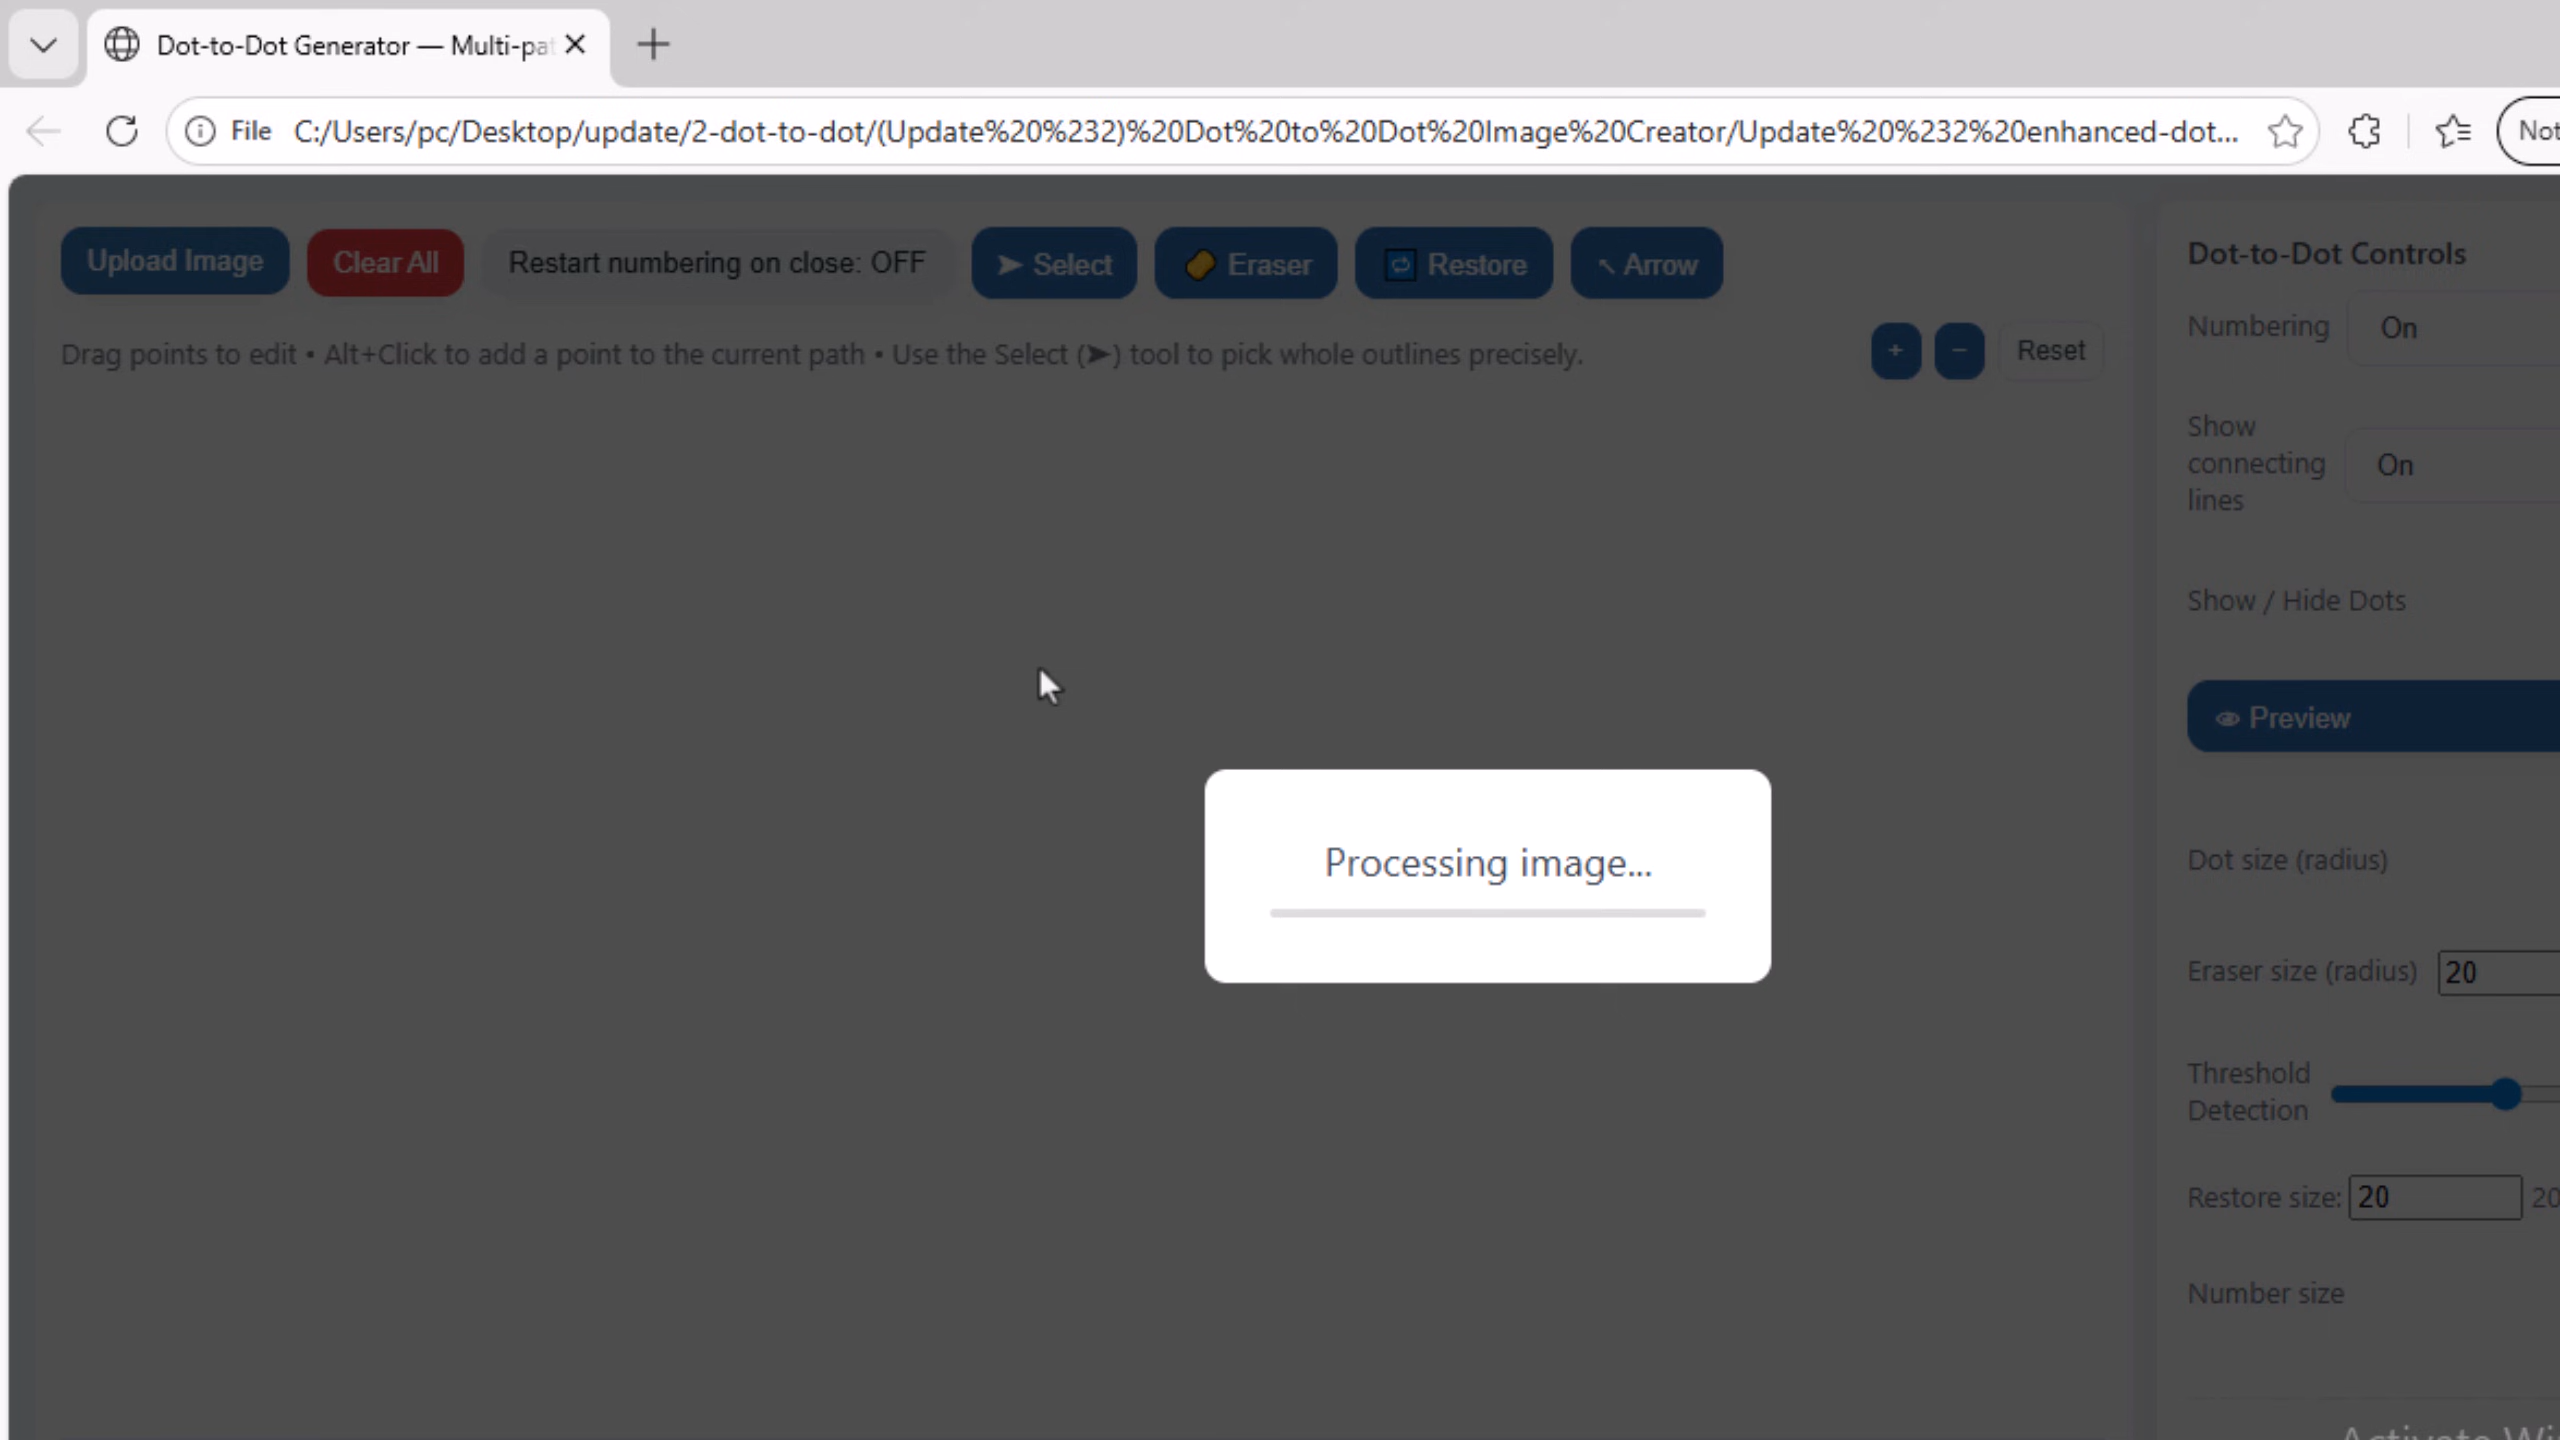 Dot-to-Dot Generator — Multi-pat
File C:/Users/pc/Desktop/update/2-dot-to-dot/(Update%20%232)%20Dot%20to%20Dot%20Image%20Creator/Update%20%232%20enhanced-dot...
Not
Upload Image
Clear All
Restart numbering on close: OFF
➤ Select
Eraser
Restore
↖ Arrow
Drag points to edit • Alt+Click to add a point to the current path • Use the Select (➤) tool to pick whole outlines precisely.
+
−
Reset
Dot-to-Dot Controls
Numbering On
Show
connecting
lines
On
Show / Hide Dots
Preview
Processing image...
Dot size (radius)
Eraser size (radius) 20
Threshold
Detection
Restore size: 20 20
Number size
Activate Wi